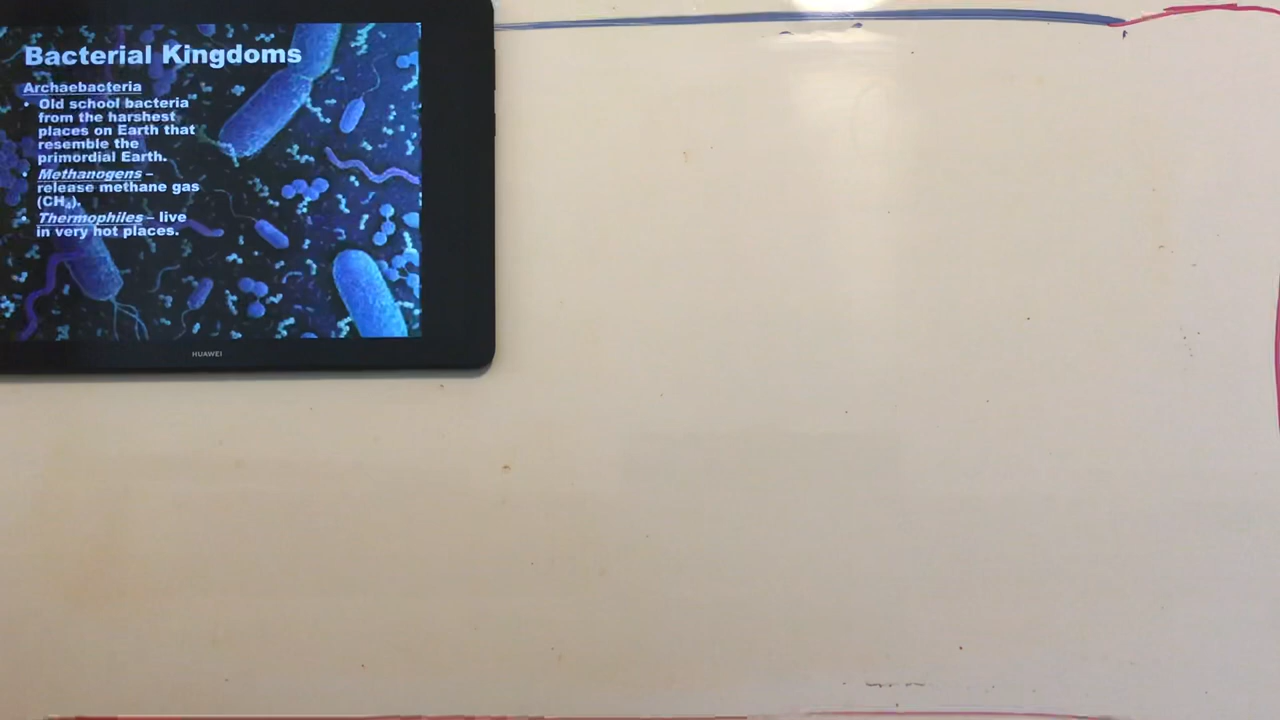 Bacterial Kingdoms
Archaebacteria
• Old school bacteria
from the harshest
places on Earth that
resemble the
primordial Earth.
• Methanogens –
release methane gas
(CH₄).
• Thermophiles – live
in very hot places.
HUAWEI